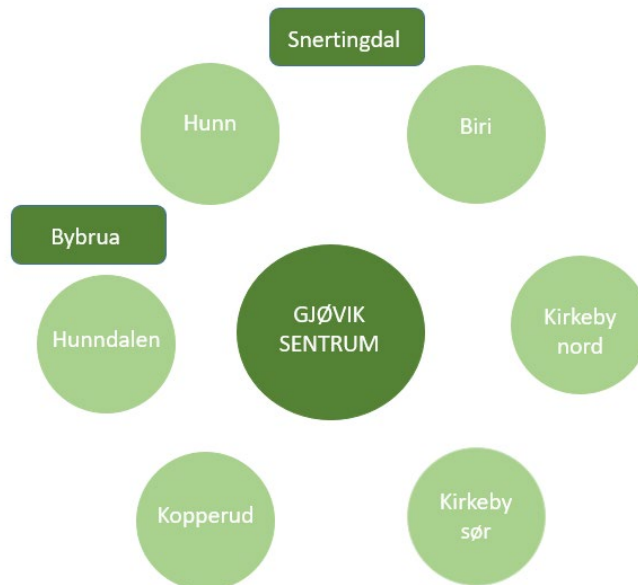 Snertingdal
Hunn
Biri
Bybrua
Hunndalen
GJØVIK
SENTRUM
Kirkeby
nord
Kopperud
Kirkeby
sør